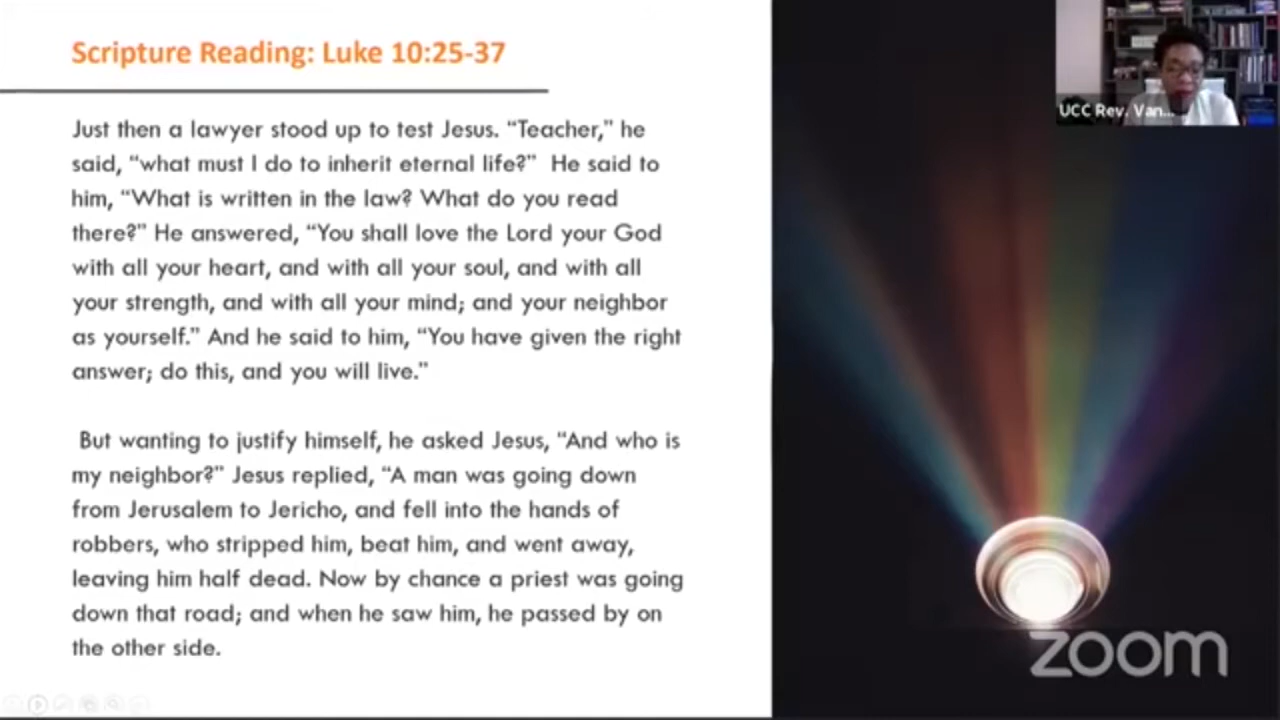 Scripture Reading: Luke 10:25-37
Just then a lawyer stood up to test Jesus. “Teacher,” he
said, “what must I do to inherit eternal life?”  He said to
him, “What is written in the law? What do you read
there?” He answered, “You shall love the Lord your God
with all your heart, and with all your soul, and with all
your strength, and with all your mind; and your neighbor
as yourself.” And he said to him, “You have given the right
answer; do this, and you will live.”
But wanting to justify himself, he asked Jesus, “And who is
my neighbor?” Jesus replied, “A man was going down
from Jerusalem to Jericho, and fell into the hands of
robbers, who stripped him, beat him, and went away,
leaving him half dead. Now by chance a priest was going
down that road; and when he saw him, he passed by on
the other side.
UCC Rev. Van...
zoom